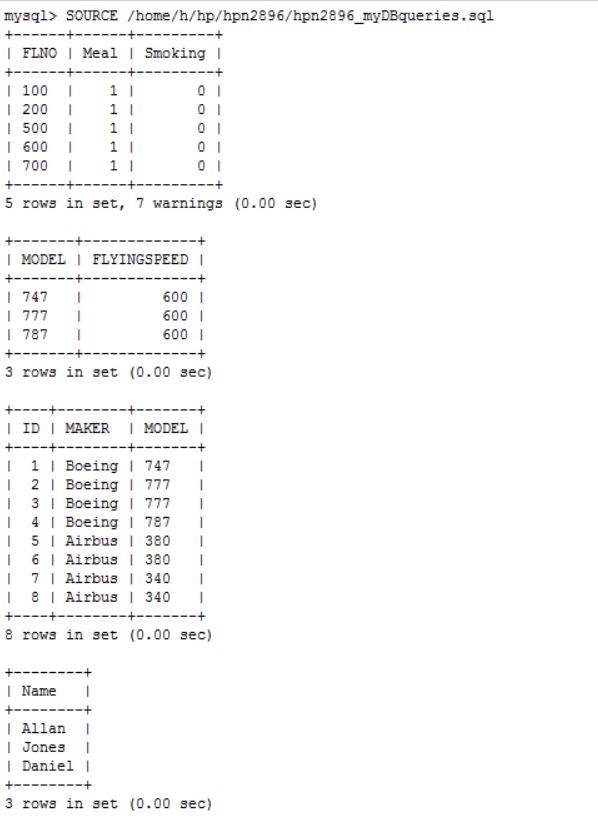 mysql> SOURCE /home/h/hp/hpn2896/hpn2896_myDBqueries.sql
+------+------+---------+
| FLNO | Meal | Smoking |
+------+------+---------+
| 100  |    1 |       0 |
| 200  |    1 |       0 |
| 500  |    1 |       0 |
| 600  |    1 |       0 |
| 700  |    1 |       0 |
+------+------+---------+
5 rows in set, 7 warnings (0.00 sec)

+-------+-------------+
| MODEL | FLYINGSPEED |
+-------+-------------+
| 747   |         600 |
| 777   |         600 |
| 787   |         600 |
+-------+-------------+
3 rows in set (0.00 sec)

+----+--------+-------+
| ID | MAKER  | MODEL |
+----+--------+-------+
|  1 | Boeing | 747   |
|  2 | Boeing | 777   |
|  3 | Boeing | 777   |
|  4 | Boeing | 787   |
|  5 | Airbus | 380   |
|  6 | Airbus | 380   |
|  7 | Airbus | 340   |
|  8 | Airbus | 340   |
+----+--------+-------+
8 rows in set (0.00 sec)

+--------+
| Name   |
+--------+
| Allan  |
| Jones  |
| Daniel |
+--------+
3 rows in set (0.00 sec)